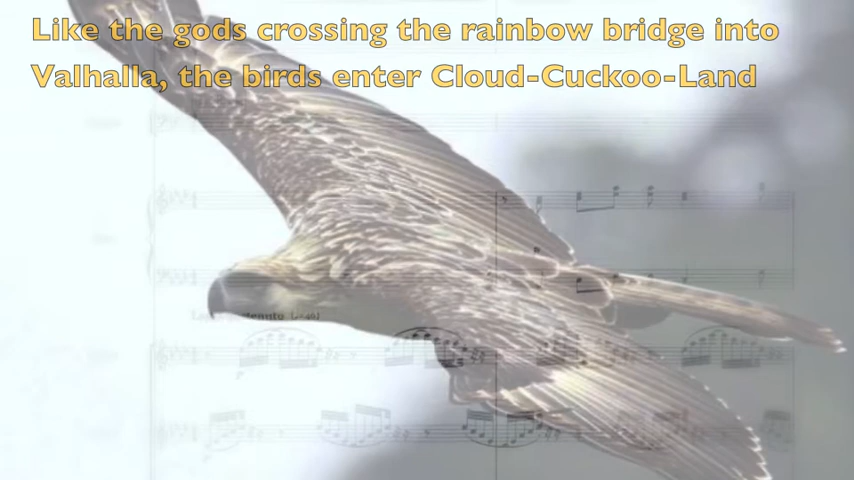 Like the gods crossing the rainbow bridge into
Valhalla, the birds enter Cloud-Cuckoo-Land